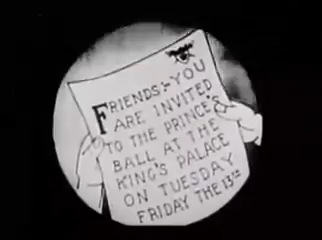 FRIENDS:- YOU
ARE INVITED
TO THE PRINCE'S
BALL AT THE
KING'S PALACE
ON TUESDAY
FRIDAY THE 13TH